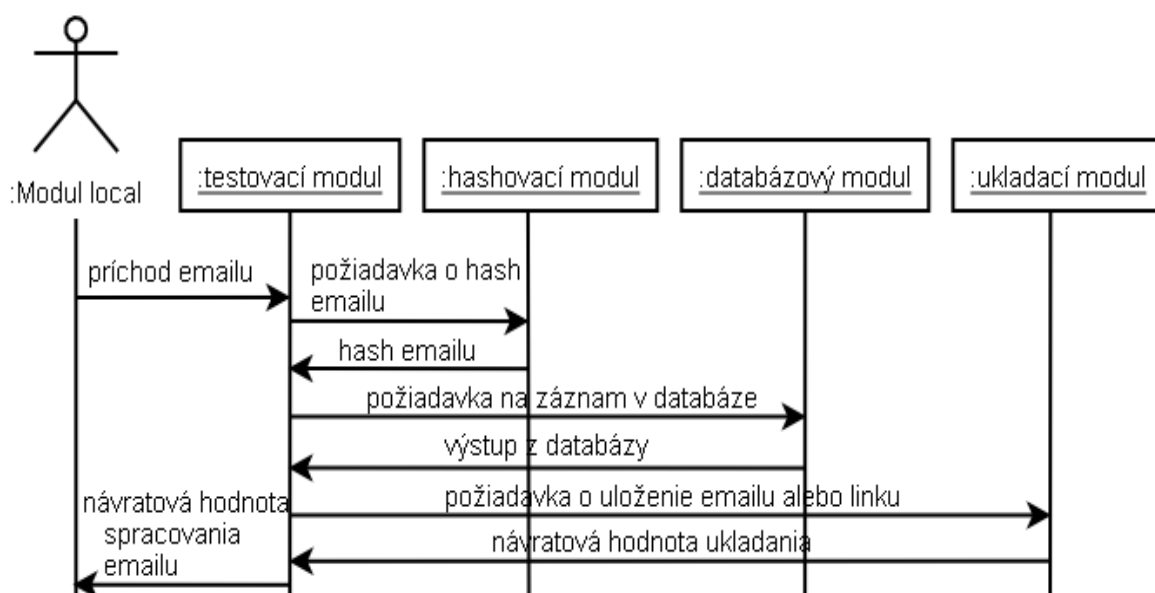 :Modul local
:testovací modul
:hashovací modul
:databázový modul
:ukladací modul
príchod emailu
požiadavka o hash
emailu
hash emailu
požiadavka na záznam v databáze
výstup z databázy
požiadavka o uloženie emailu alebo linku
návratová hodnota ukladania
návratová hodnota
spracovania
emailu